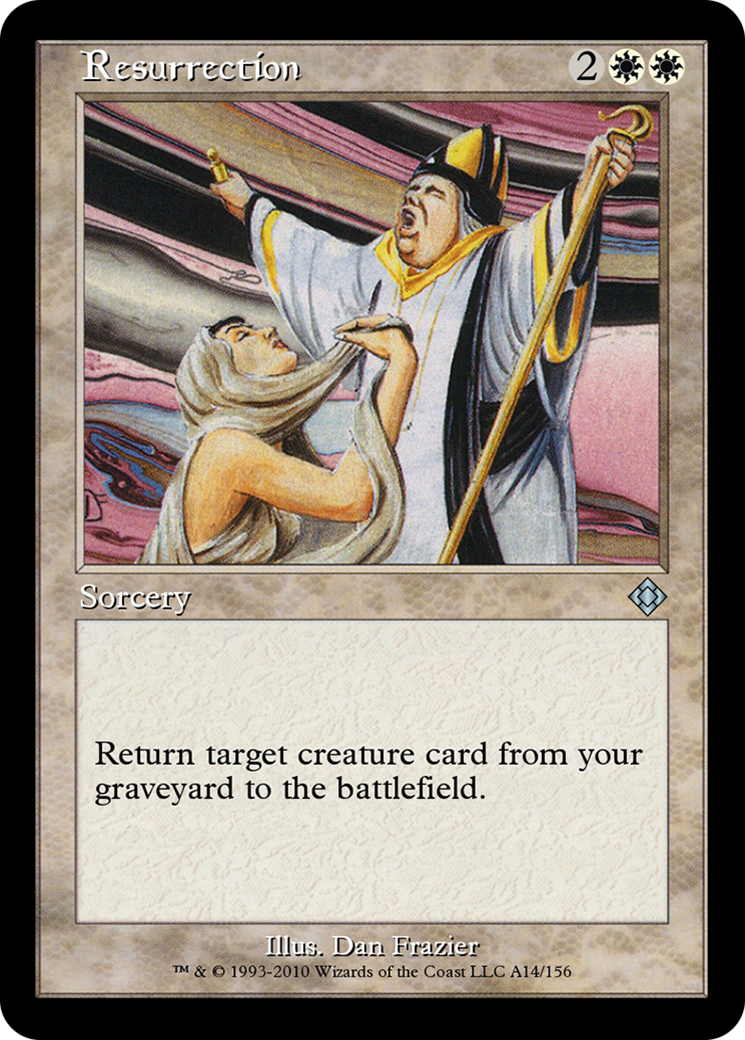 Resurrection 2
Sorcery
Return target creature card from your
graveyard to the battlefield.
Illus. Dan Frazier
™ & © 1993-2010 Wizards of the Coast LLC A14/156